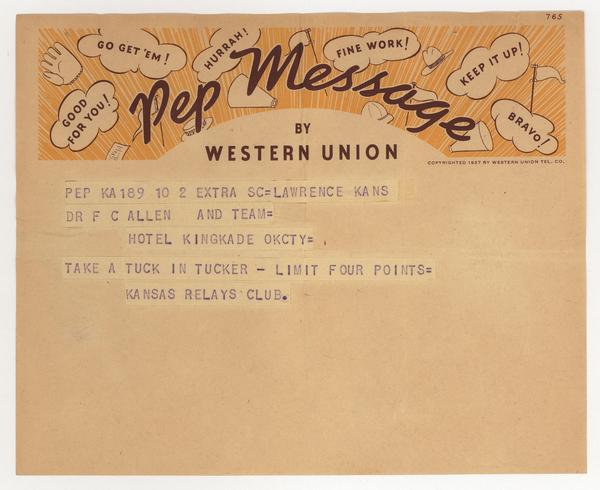 765
GO GET 'EM!
HURRAH!
FINE WORK!
KEEP IT UP!
GOOD FOR YOU!
BRAVO!
Pep Message
BY
WESTERN UNION
COPYRIGHTED 1937 BY WESTERN UNION TEL. CO.
PEP KA189 10 2 EXTRA SC=LAWRENCE KANS
DR F C ALLEN AND TEAM=
HOTEL KINGKADE OKCTY=
TAKE A TUCK IN TUCKER - LIMIT FOUR POINTS=
KANSAS RELAYS CLUB.